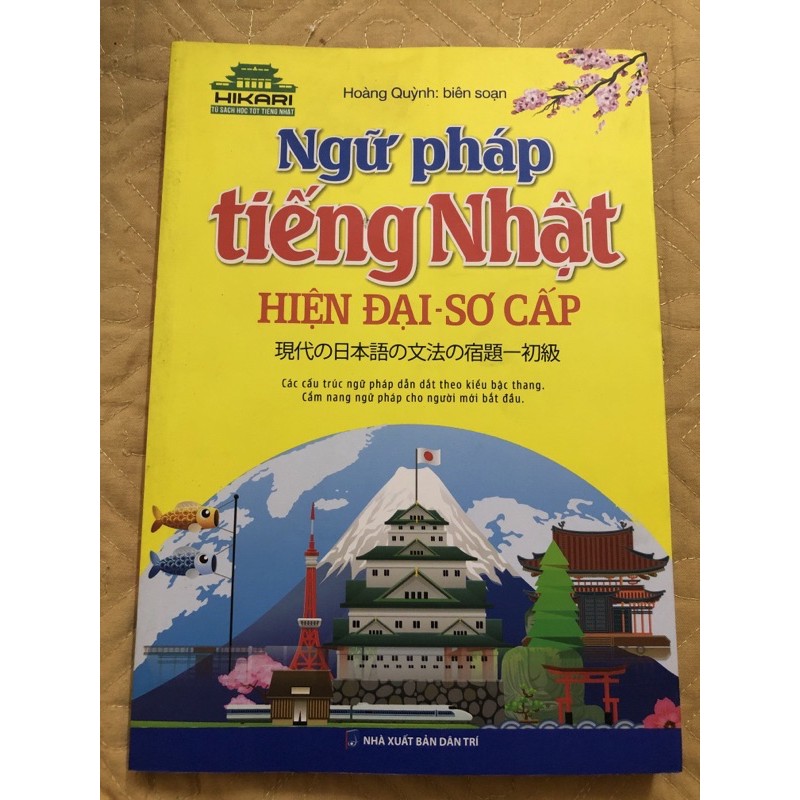 HIKARI
TỦ SÁCH HỌC TỐT TIẾNG NHẬT
Hoàng Quỳnh: biên soạn
Ngữ pháp
tiếng Nhật
HIỆN ĐẠI-SƠ CẤP
現代の日本語の文法の宿題一初級
Các cấu trúc ngữ pháp dẫn dắt theo kiểu bậc thang.
Cẩm nang ngữ pháp cho người mới bắt đầu.
NHÀ XUẤT BẢN DÂN TRÍ